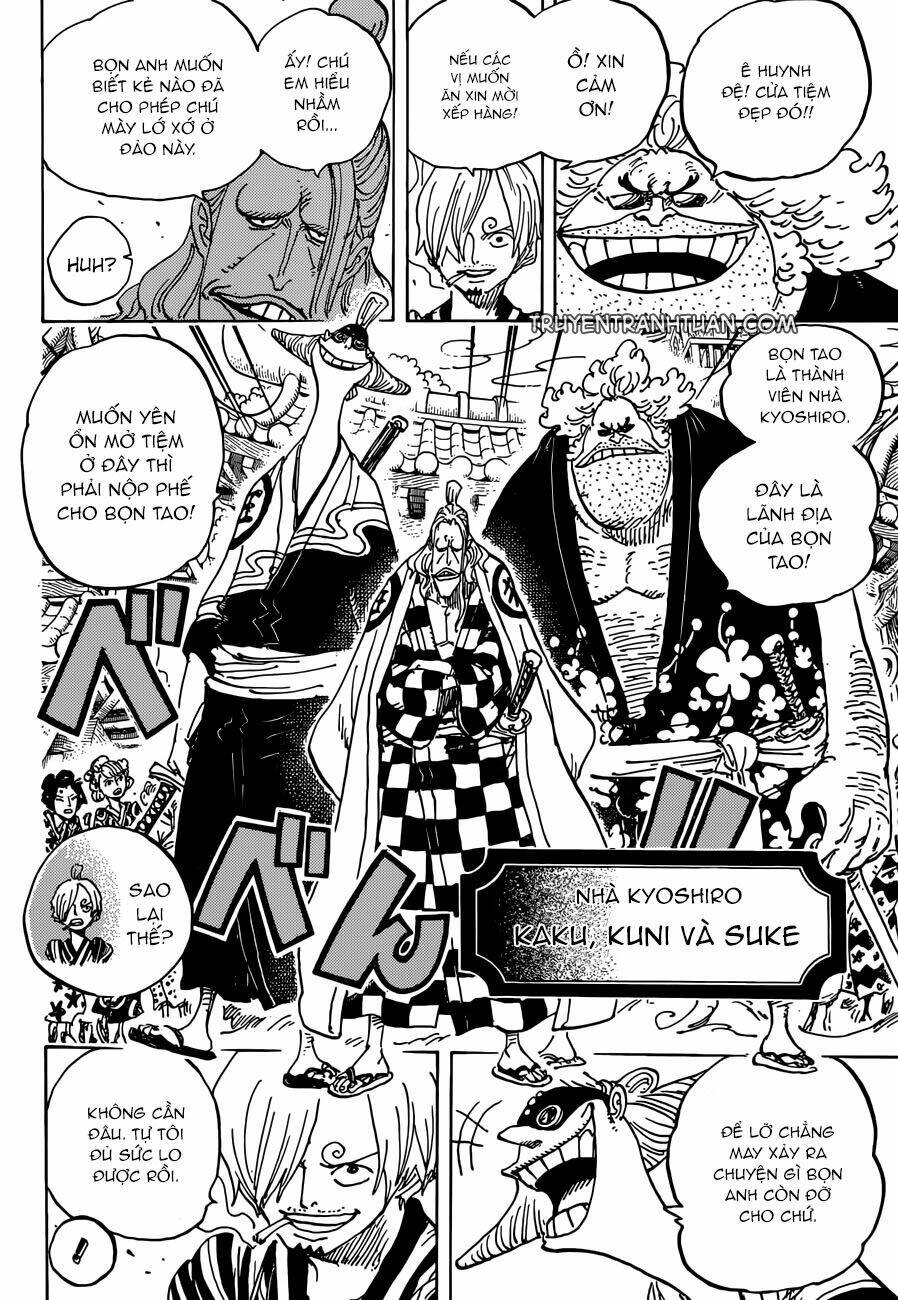 Ê HUYNH
ĐỆ! CỬA TIỆM
ĐẸP ĐÓ!!
Ồ! XIN
CẢM
ƠN!
NẾU CÁC
VỊ MUỐN
ĂN XIN MỜI
XẾP HÀNG!
ẤY! CHÚ
EM HIỂU
NHẦM
RỒI...
BỌN ANH MUỐN
BIẾT KẺ NÀO ĐÃ
CHO PHÉP CHÚ
MÀY LỚ XỚ Ở
ĐẢO NÀY.
HUH?
TRUYENTRANHTUAN.COM
BỌN TAO
LÀ THÀNH
VIÊN NHÀ
KYOSHIRO.
ĐÂY LÀ
LÃNH ĐỊA
CỦA BỌN
TAO!
MUỐN YÊN
ỔN MỞ TIỆM
Ở ĐÂY THÌ
PHẢI NỘP PHẾ
CHO BỌN TAO!
べ
べ
ん
!!
NHÀ KYOSHIRO
KAKU, KUNI VÀ SUKE
SAO
LẠI
THẾ?
ĐỂ LỠ CHẲNG
MAY XẢY RA
CHUYỆN GÌ BỌN
ANH CÒN ĐỠ
CHO CHỨ.
KHÔNG CẦN
ĐÂU. TỰ TÔI
ĐỦ SỨC LO
ĐƯỢC RỒI.
!